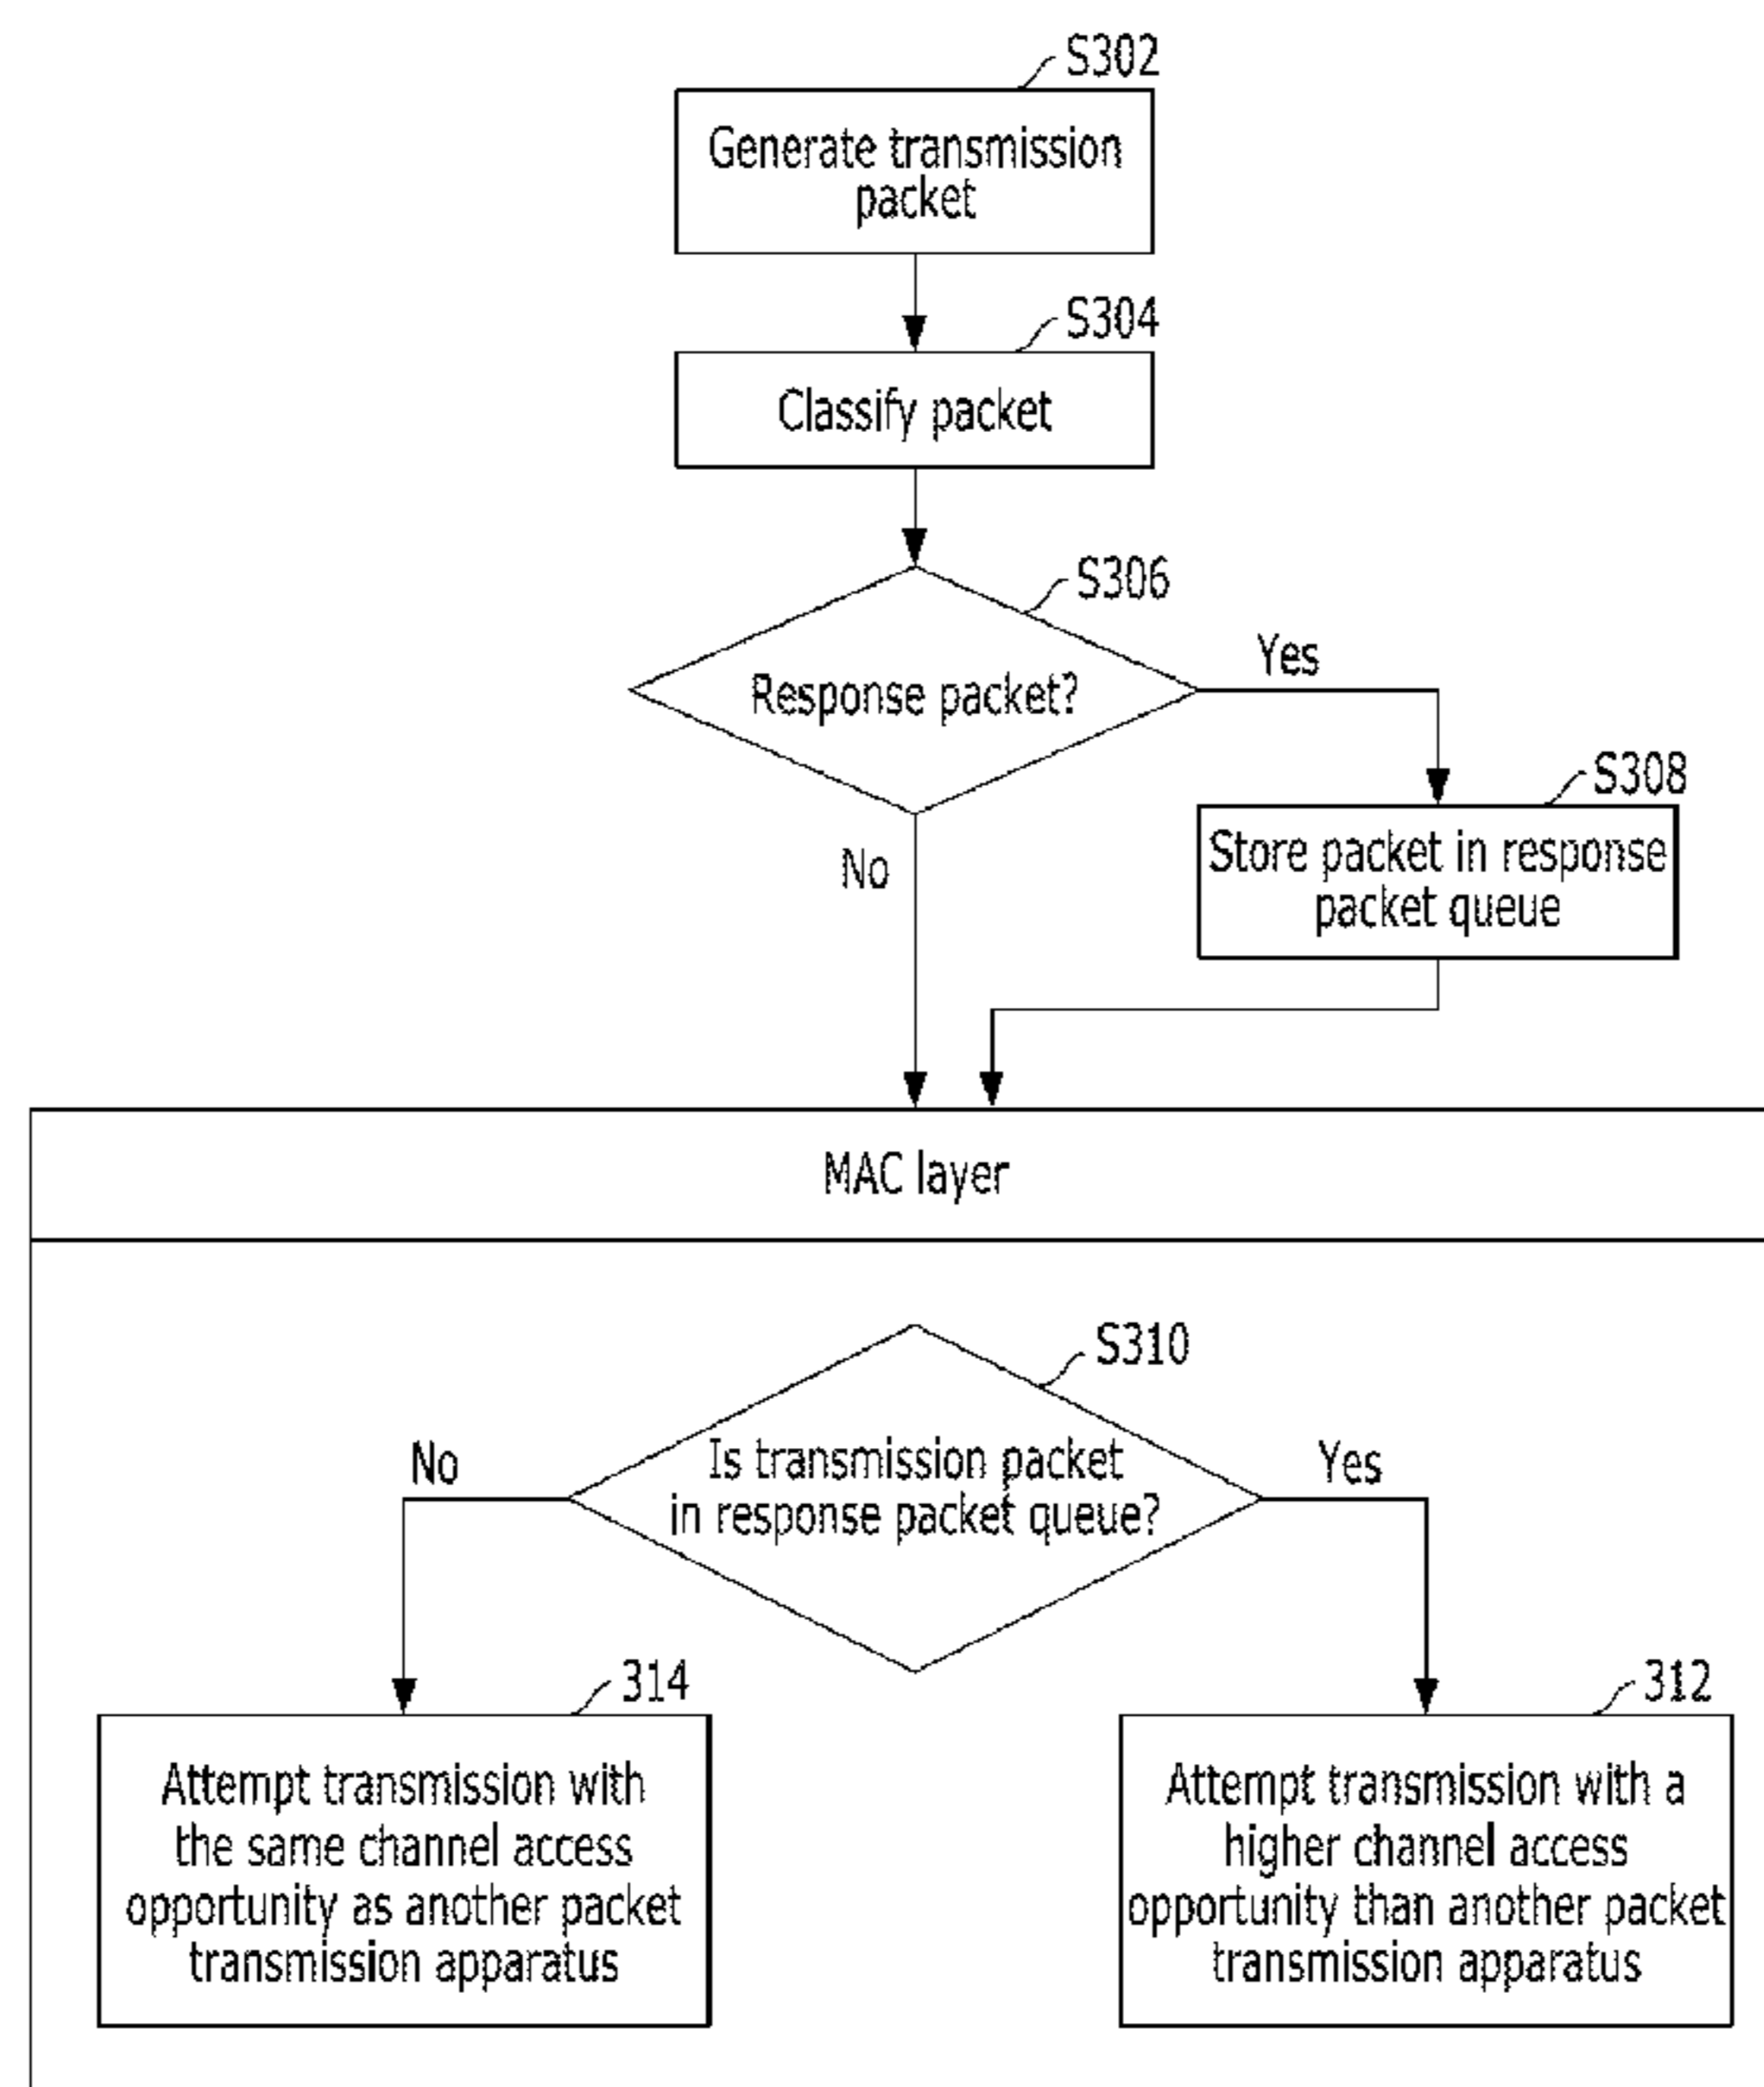 S302
Generate transmission
packet
S304
Classify packet
S306
Response packet?
Yes
No
S308
Store packet in response
packet queue
MAC layer
S310
Is transmission packet
in response packet queue?
No
Yes
314
Attempt transmission with
the same channel access
opportunity as another packet
transmission apparatus
312
Attempt transmission with a
higher channel access
opportunity than another packet
transmission apparatus